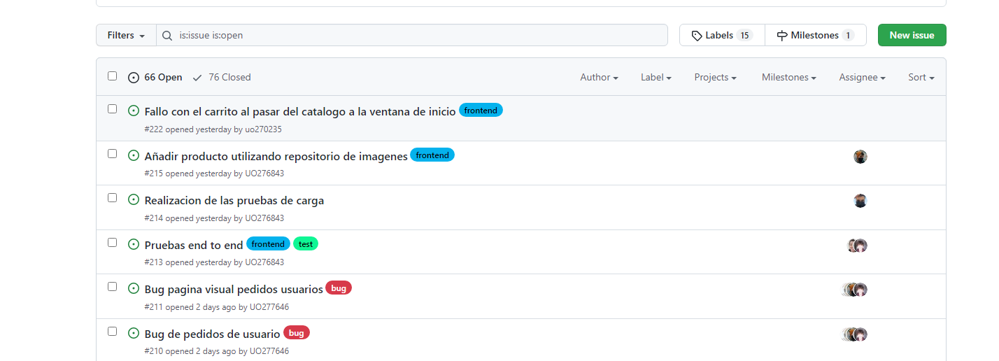 Filters is:issue is:open Labels 15 Milestones 1 New issue
66 Open 76 Closed Author Label Projects Milestones Assignee Sort
Fallo con el carrito al pasar del catalogo a la ventana de inicio frontend
#222 opened yesterday by uo270235
Añadir producto utilizando repositorio de imagenes frontend
#215 opened yesterday by UO276843
Realizacion de las pruebas de carga
#214 opened yesterday by UO276843
Pruebas end to end frontend test
#213 opened yesterday by UO276843
Bug pagina visual pedidos usuarios bug
#211 opened 2 days ago by UO277646
Bug de pedidos de usuario bug
#210 opened 2 days ago by UO277646